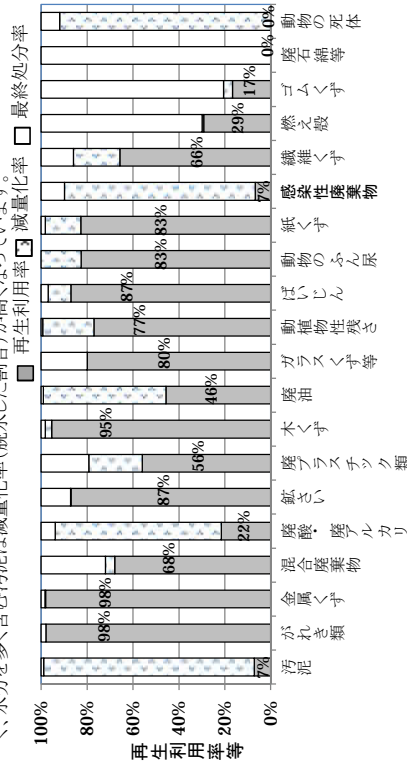 く、水分を多く含む汚泥は減量化率(脱水した割合)が高くなっています。
再生利用率 減量化率 最終処分率
再生利用率等
100%
80%
60%
40%
20%
0%
7%
98%
98%
68%
22%
87%
56%
95%
46%
80%
77%
87%
83%
83%
7%
66%
29%
17%
0%
0%
汚泥
がれき類
金属くず
混合廃棄物
廃酸・廃アルカリ
鉱さい
廃プラスチック類
木くず
廃油
ガラスくず等
動植物性残さ
ばいじん
動物のふん尿
紙くず
感染性廃棄物
繊維くず
燃え殻
ゴムくず
廃石綿等
動物の死体